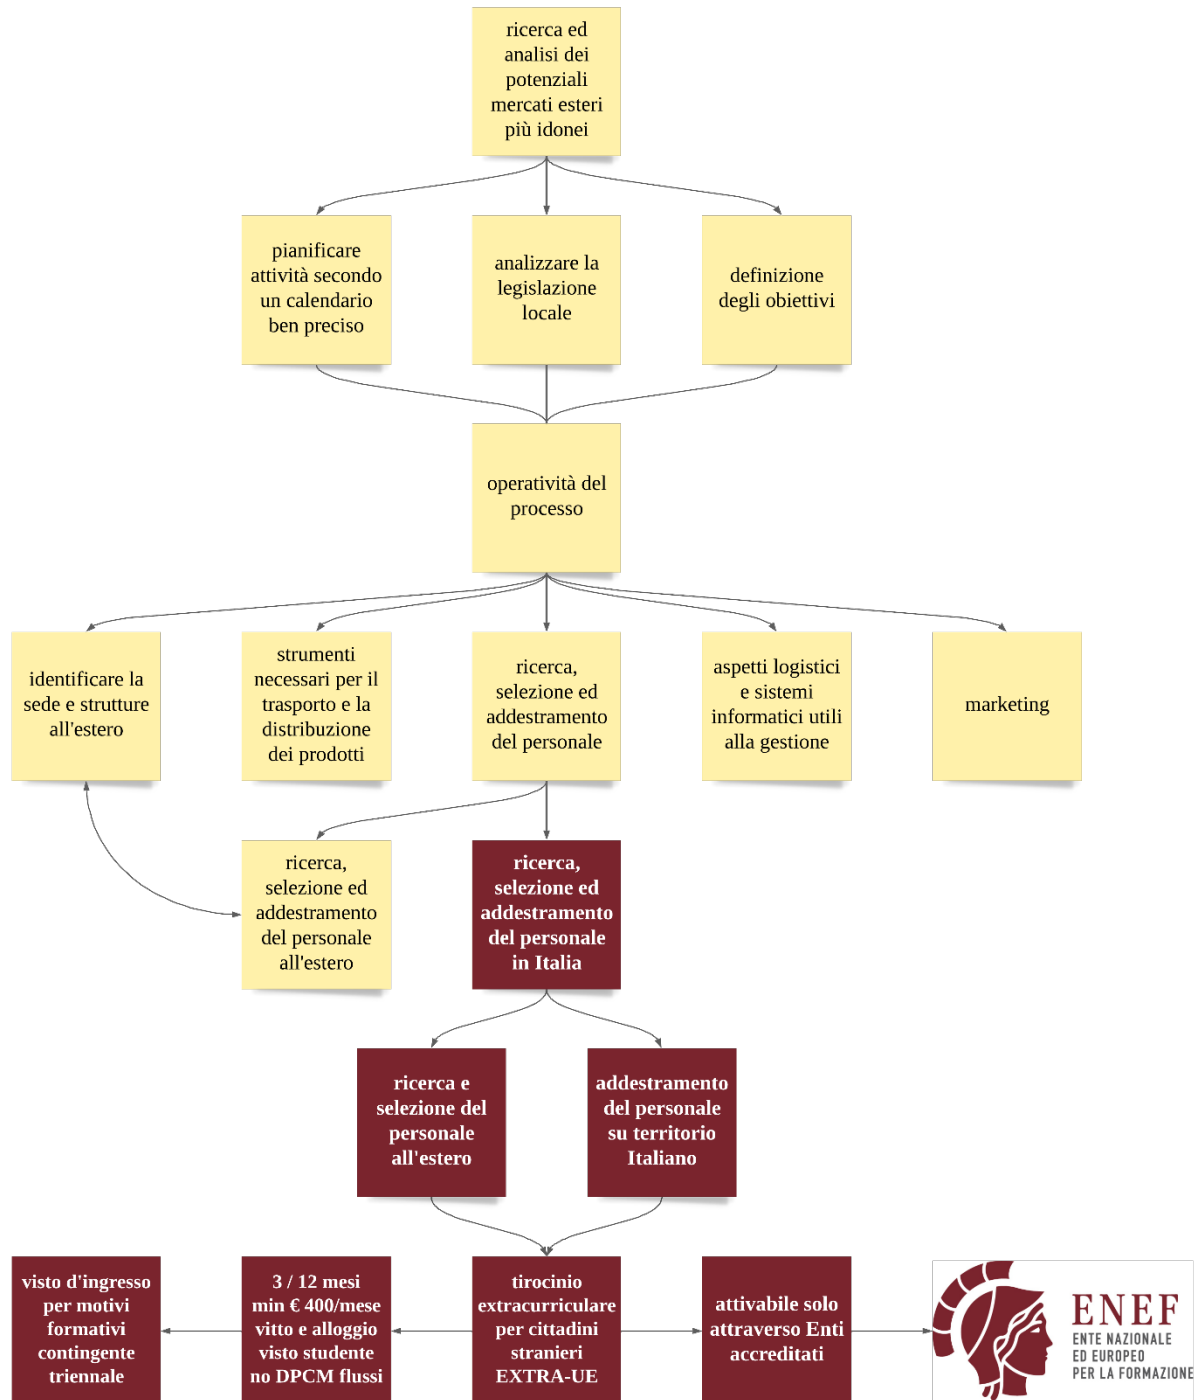 ricerca ed
analisi dei
potenziali
mercati esteri
più idonei
pianificare
attività secondo
un calendario
ben preciso
analizzare la
legislazione
locale
definizione
degli obiettivi
operatività del
processo
identificare la
sede e strutture
all'estero
strumenti
necessari per il
trasporto e la
distribuzione
dei prodotti
ricerca,
selezione ed
addestramento
del personale
aspetti logistici
e sistemi
informatici utili
alla gestione
marketing
ricerca,
selezione ed
addestramento
del personale
all'estero
ricerca,
selezione ed
addestramento
del personale
in Italia
ricerca e
selezione del
personale
all'estero
addestramento
del personale
su territorio
Italiano
visto d'ingresso
per motivi
formativi
contingente
triennale
3 / 12 mesi
min € 400/mese
vitto e alloggio
visto studente
no DPCM flussi
tirocinio
extracurriculare
per cittadini
stranieri
EXTRA-UE
attivabile solo
attraverso Enti
accreditati
ENEF
ENTE NAZIONALE
ED EUROPEO
PER LA FORMAZIONE